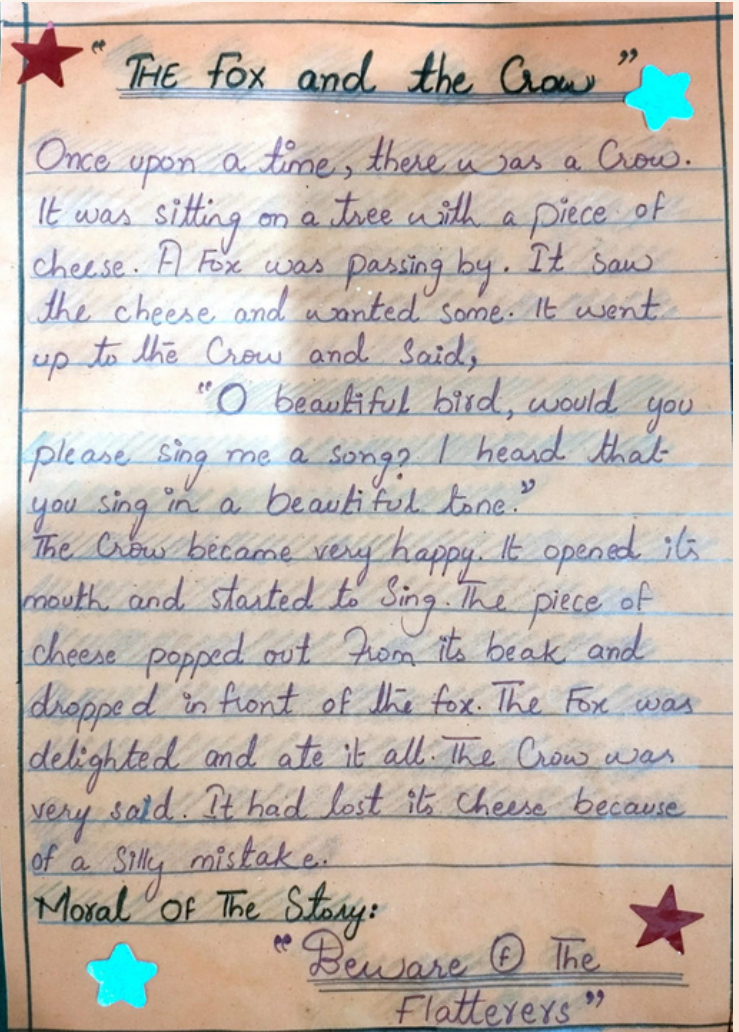 "THE Fox and the Crow"
Once upon a time, there was a Crow.
It was sitting on a tree with a piece of
cheese. A Fox was passing by. It saw
the cheese and wanted some. It went
up to the Crow and Said,
"O beautiful bird, would you
please sing me a song? I heard that
you sing in a beautiful tone."
The Crow became very happy. It opened its
mouth and started to Sing. The piece of
cheese popped out From its beak and
dropped in front of the fox. The Fox was
delighted and ate it all. The Crow was
very sad. It had lost its Cheese because
of a Silly mistake.
Moral OF The Story:
"Beware Of The
Flatterers"